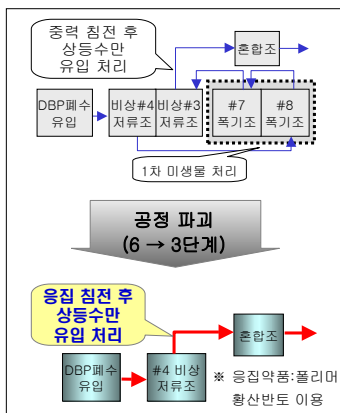 중력 침전 후
상등수만
유입 처리
혼합조
DBP폐수
유입
비상#4
저류조
비상#3
저류조
#7
폭기조
#8
폭기조
1차 미생물 처리
공정 파괴
(6 → 3단계)
응집 침전 후
상등수만
유입 처리
혼합조
DBP폐수
유입
#4 비상
저류조
※ 응집약품:폴리머
황산반토 이용